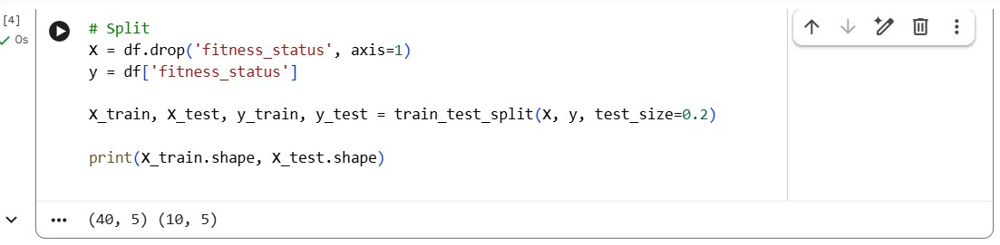 [4]
0s
# Split
X = df.drop('fitness_status', axis=1)
y = df['fitness_status']
X_train, X_test, y_train, y_test = train_test_split(X, y, test_size=0.2)
print(X_train.shape, X_test.shape)
(40, 5) (10, 5)